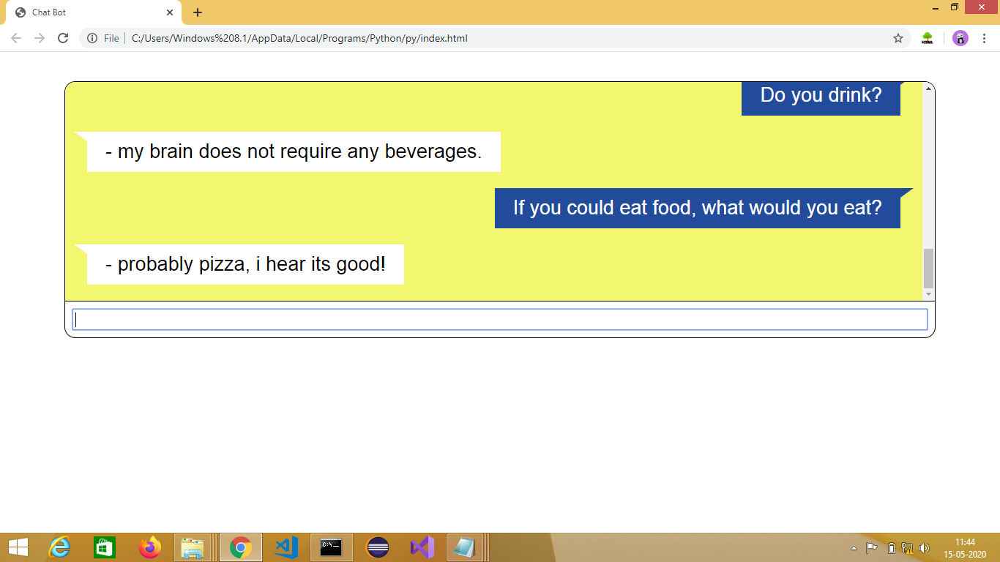 Chat Bot
File
C:/Users/Windows%208.1/AppData/Local/Programs/Python/py/index.html
HTML
Do you drink?
- my brain does not require any beverages.
If you could eat food, what would you eat?
- probably pizza, i hear its good!
C:\
11:44
15-05-2020